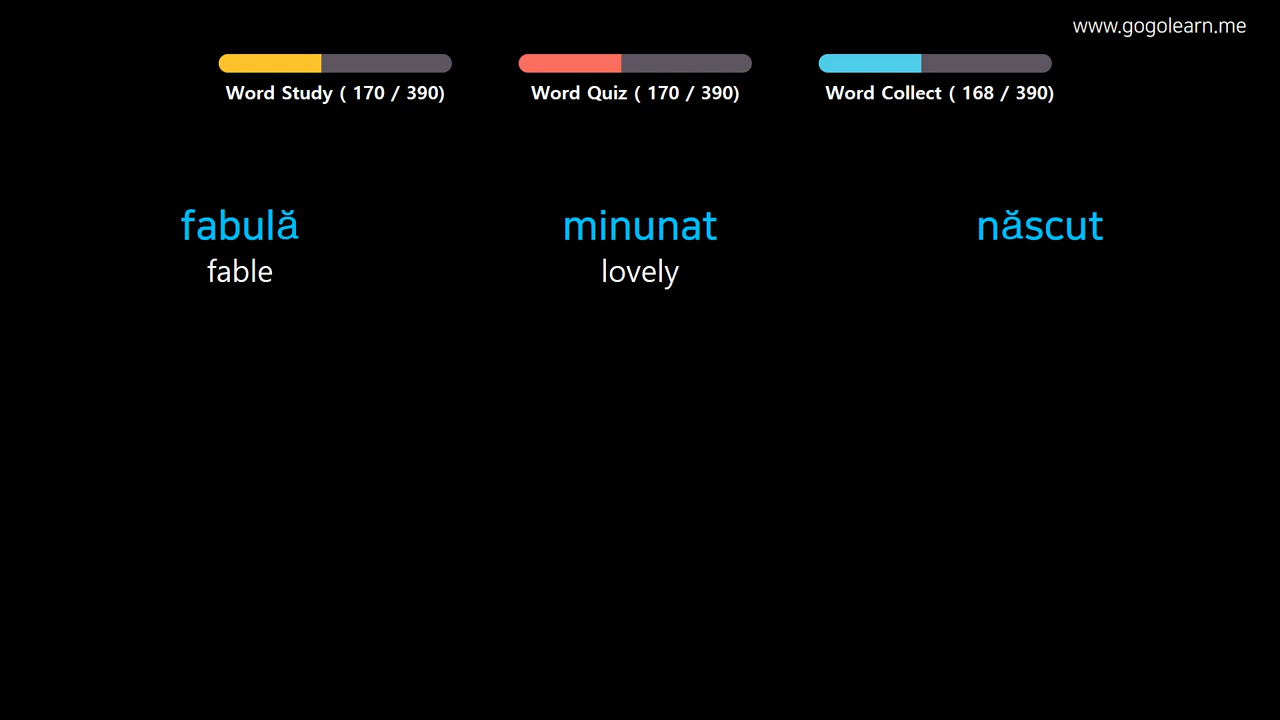 www.gogolearn.me
Word Study ( 170 / 390)
Word Quiz ( 170 / 390)
Word Collect ( 168 / 390)
fabulă
minunat
născut
fable
lovely